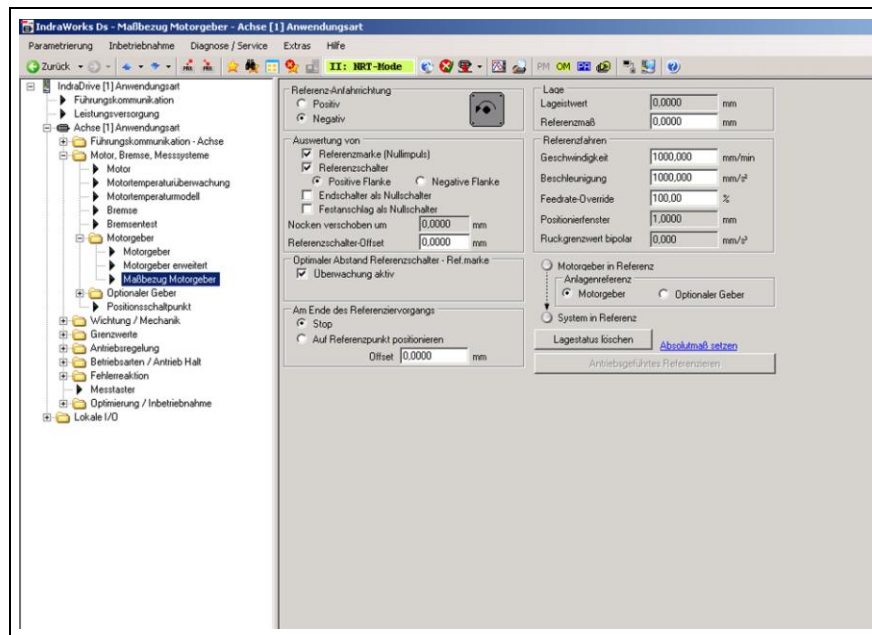 IndraWorks Ds - Maßbezug Motorgeber - Achse [1] Anwendungsart
Parametrierung Inbetriebnahme Diagnose / Service Extras Hilfe
Zurück II: NRT-Mode PM OM
IndraDrive [1] Anwendungsart
Führungskommunikation
Leistungsversorgung
Achse [1] Anwendungsart
Führungskommunikation - Achse
Motor, Bremse, Messsysteme
Motor
Motortemperaturüberwachung
Motortemperaturmodell
Bremse
Bremsentest
Motorgeber
Motorgeber
Motorgeber erweitert
Maßbezug Motorgeber
Optionaler Geber
Positionsschaltpunkt
Wichtung / Mechanik
Grenzwerte
Antriebsregelung
Betriebsarten / Antrieb Halt
Fehlerreaktion
Messtaster
Optimierung / Inbetriebnahme
Lokale I/O
Referenz-Anfahrrichtung
Positiv
Negativ
Auswertung von
Referenzmarke (Nullimpuls)
Referenzschalter
Positive Flanke Negative Flanke
Endschalter als Nullschalter
Festanschlag als Nullschalter
Nocken verschoben um 0,0000 mm
Referenzschalter-Offset 0,0000 mm
Optimaler Abstand Referenzschalter - Ref.marke
Überwachung aktiv
Am Ende des Referenziervorgangs
Stop
Auf Referenzpunkt positionieren
Offset 0,0000 mm
Lage
Lageistwert 0,0000 mm
Referenzmaß 0,0000 mm
Referenzfahren
Geschwindigkeit 1000,000 mm/min
Beschleunigung 1000,000 mm/s²
Feedrate-Override 100,00 %
Positionierfenster 1,0000 mm
Ruckgrenzwert bipolar 0,000 mm/s³
Motorgeber in Referenz
Anlagenreferenz
Motorgeber Optionaler Geber
System in Referenz
Lagestatus löschen Absolutmaß setzen
Antriebsgeführtes Referenzieren